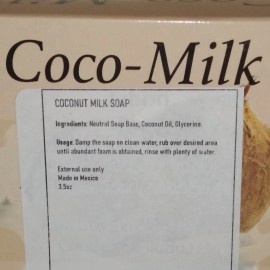 Coco-Milk
COCONUT MILK SOAP
Ingredients: Neutral Soap Base, Coconut Oil, Glycerine.
Usage: Damp the soap on clean water, rub over desired area
until abundant foam is obtained, rinse with plenty of water.
External use only
Made in Mexico
3.5oz